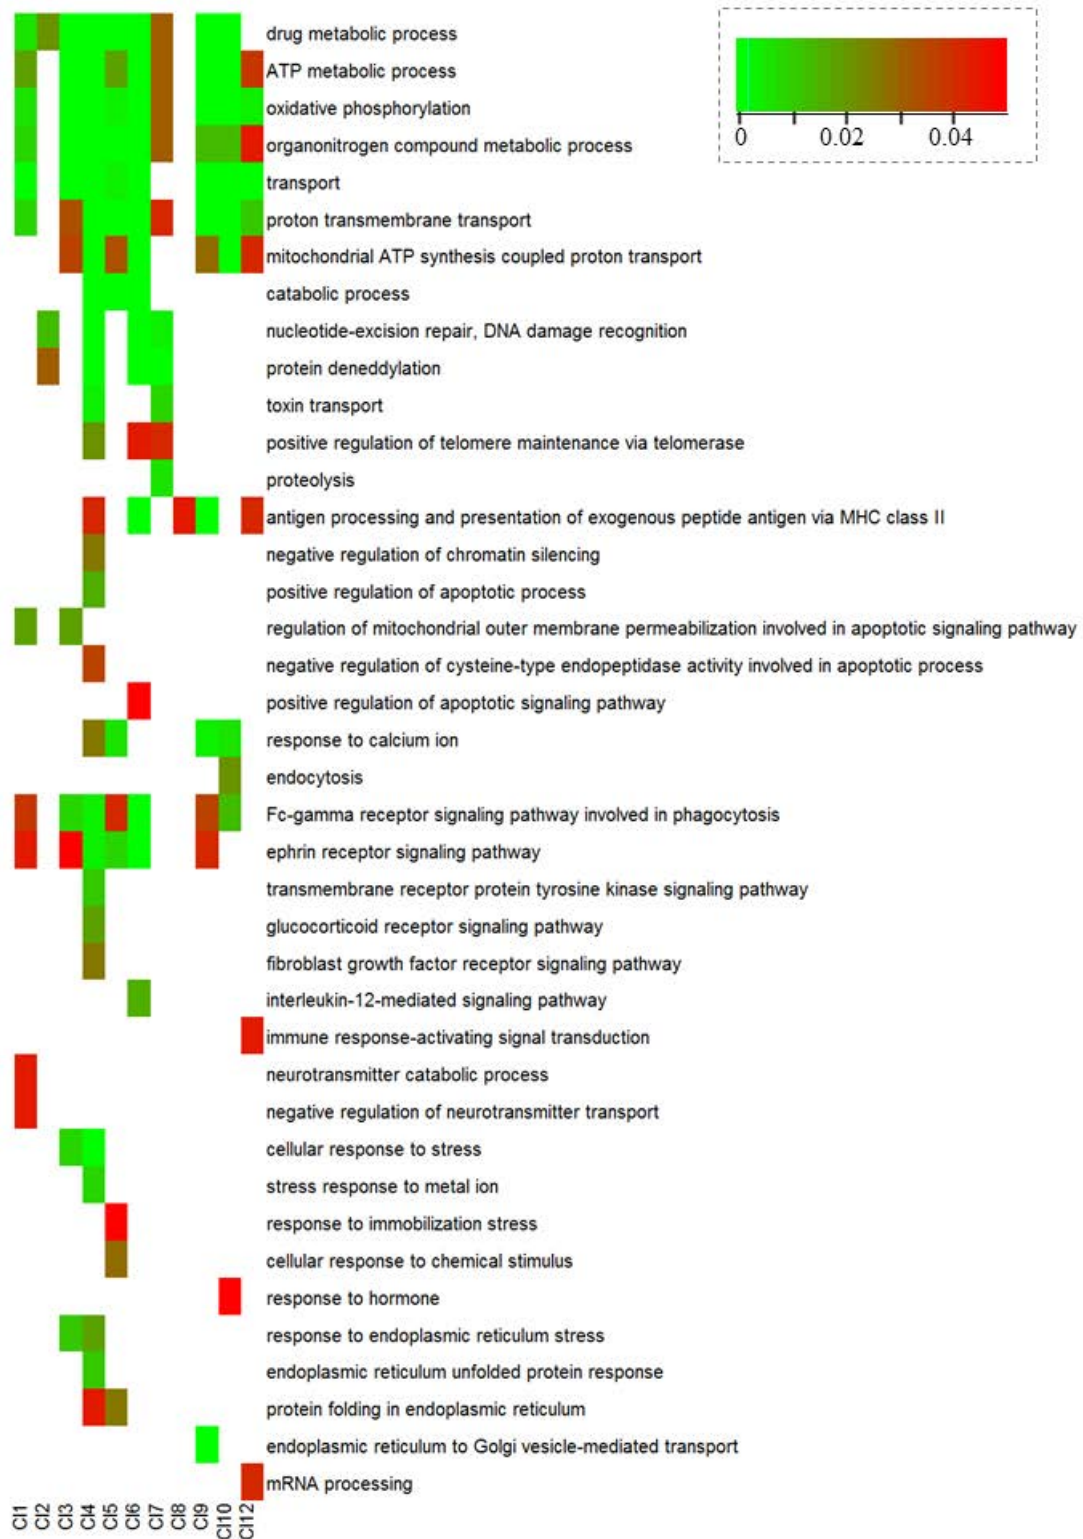 drug metabolic process
ATP metabolic process
oxidative phosphorylation
organonitrogen compound metabolic process
transport
proton transmembrane transport
mitochondrial ATP synthesis coupled proton transport
catabolic process
nucleotide-excision repair, DNA damage recognition
protein deneddylation
toxin transport
positive regulation of telomere maintenance via telomerase
proteolysis
antigen processing and presentation of exogenous peptide antigen via MHC class II
negative regulation of chromatin silencing
positive regulation of apoptotic process
regulation of mitochondrial outer membrane permeabilization involved in apoptotic signaling pathway
negative regulation of cysteine-type endopeptidase activity involved in apoptotic process
positive regulation of apoptotic signaling pathway
response to calcium ion
endocytosis
Fc-gamma receptor signaling pathway involved in phagocytosis
ephrin receptor signaling pathway
transmembrane receptor protein tyrosine kinase signaling pathway
glucocorticoid receptor signaling pathway
fibroblast growth factor receptor signaling pathway
interleukin-12-mediated signaling pathway
immune response-activating signal transduction
neurotransmitter catabolic process
negative regulation of neurotransmitter transport
cellular response to stress
stress response to metal ion
response to immobilization stress
cellular response to chemical stimulus
response to hormone
response to endoplasmic reticulum stress
endoplasmic reticulum unfolded protein response
protein folding in endoplasmic reticulum
endoplasmic reticulum to Golgi vesicle-mediated transport
mRNA processing
Cl1
Cl2
Cl3
Cl4
Cl5
Cl6
Cl7
Cl8
Cl9
Cl10
Cl12
0 0.02 0.04